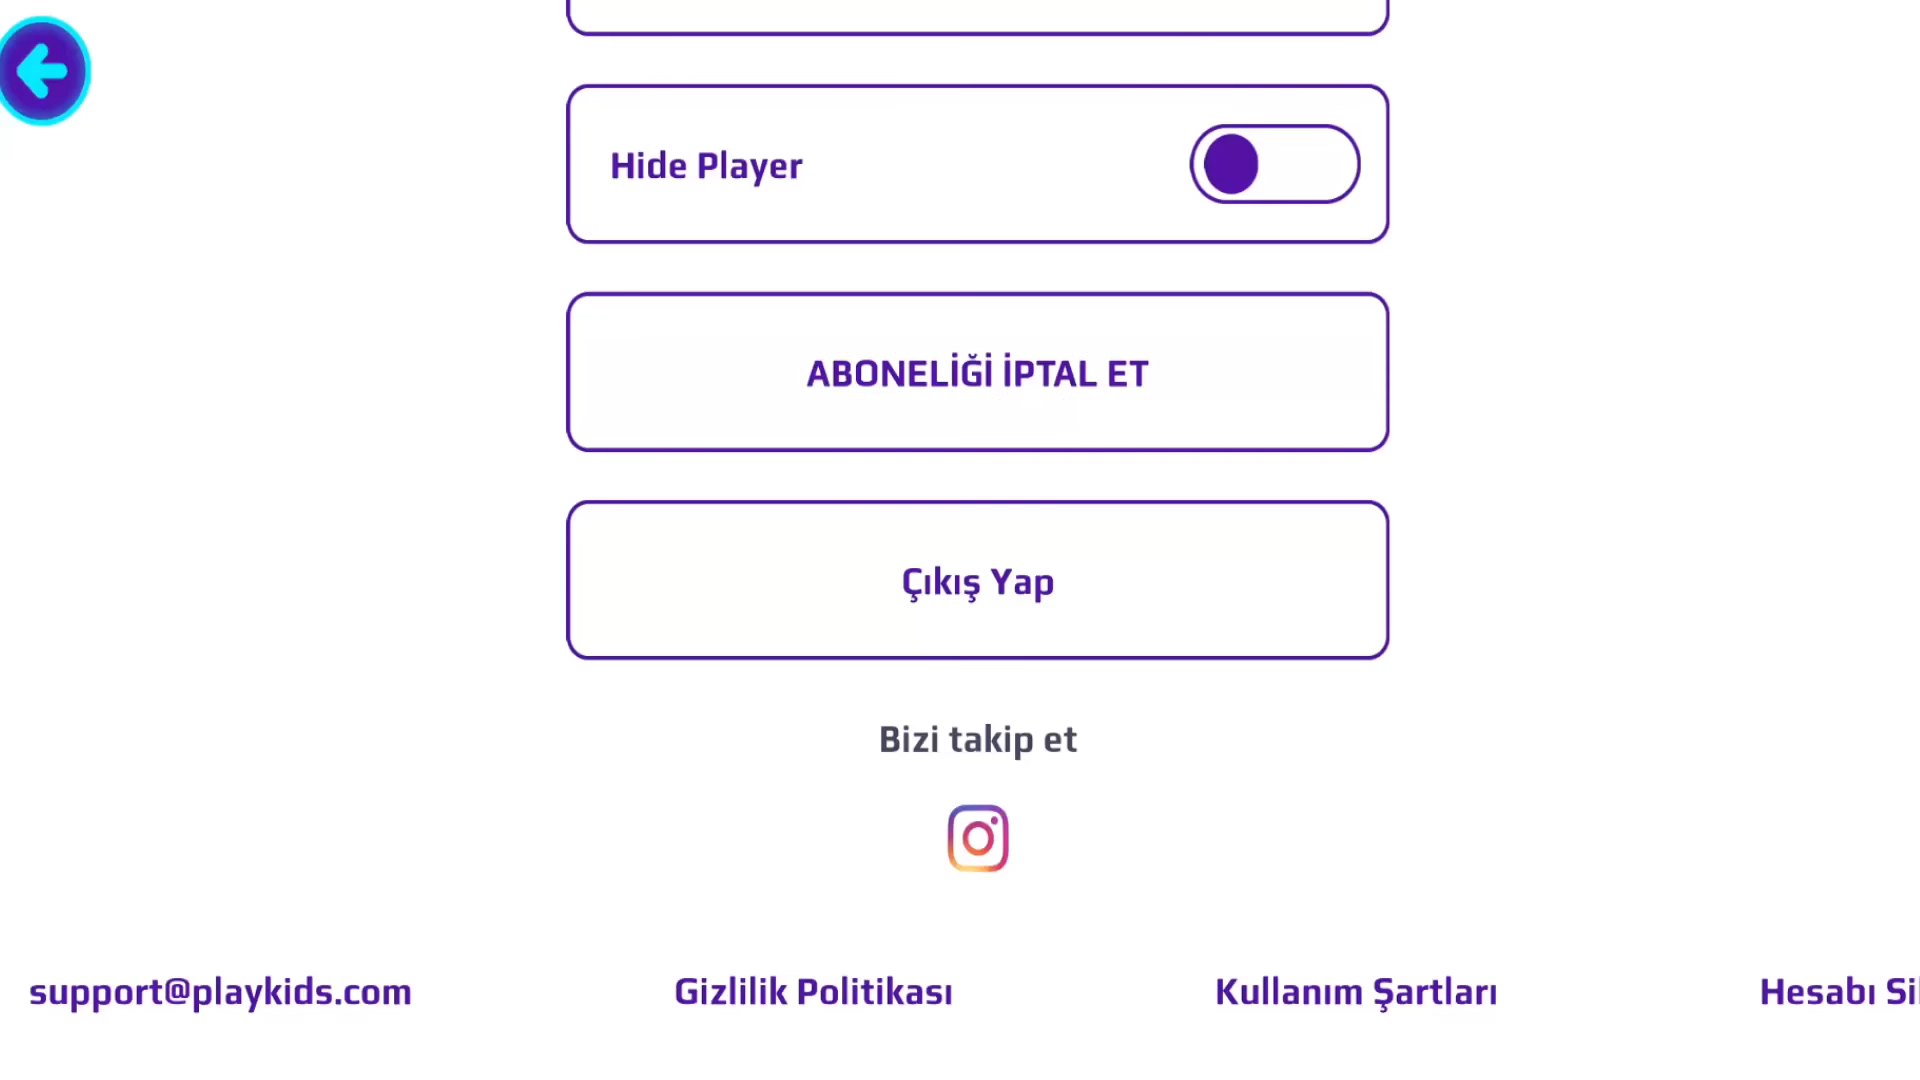 Hide Player
ABONELİĞİ İPTAL ET
Çıkış Yap
Bizi takip et
support@playkids.com
Gizlilik Politikası
Kullanım Şartları
Hesabı Sil